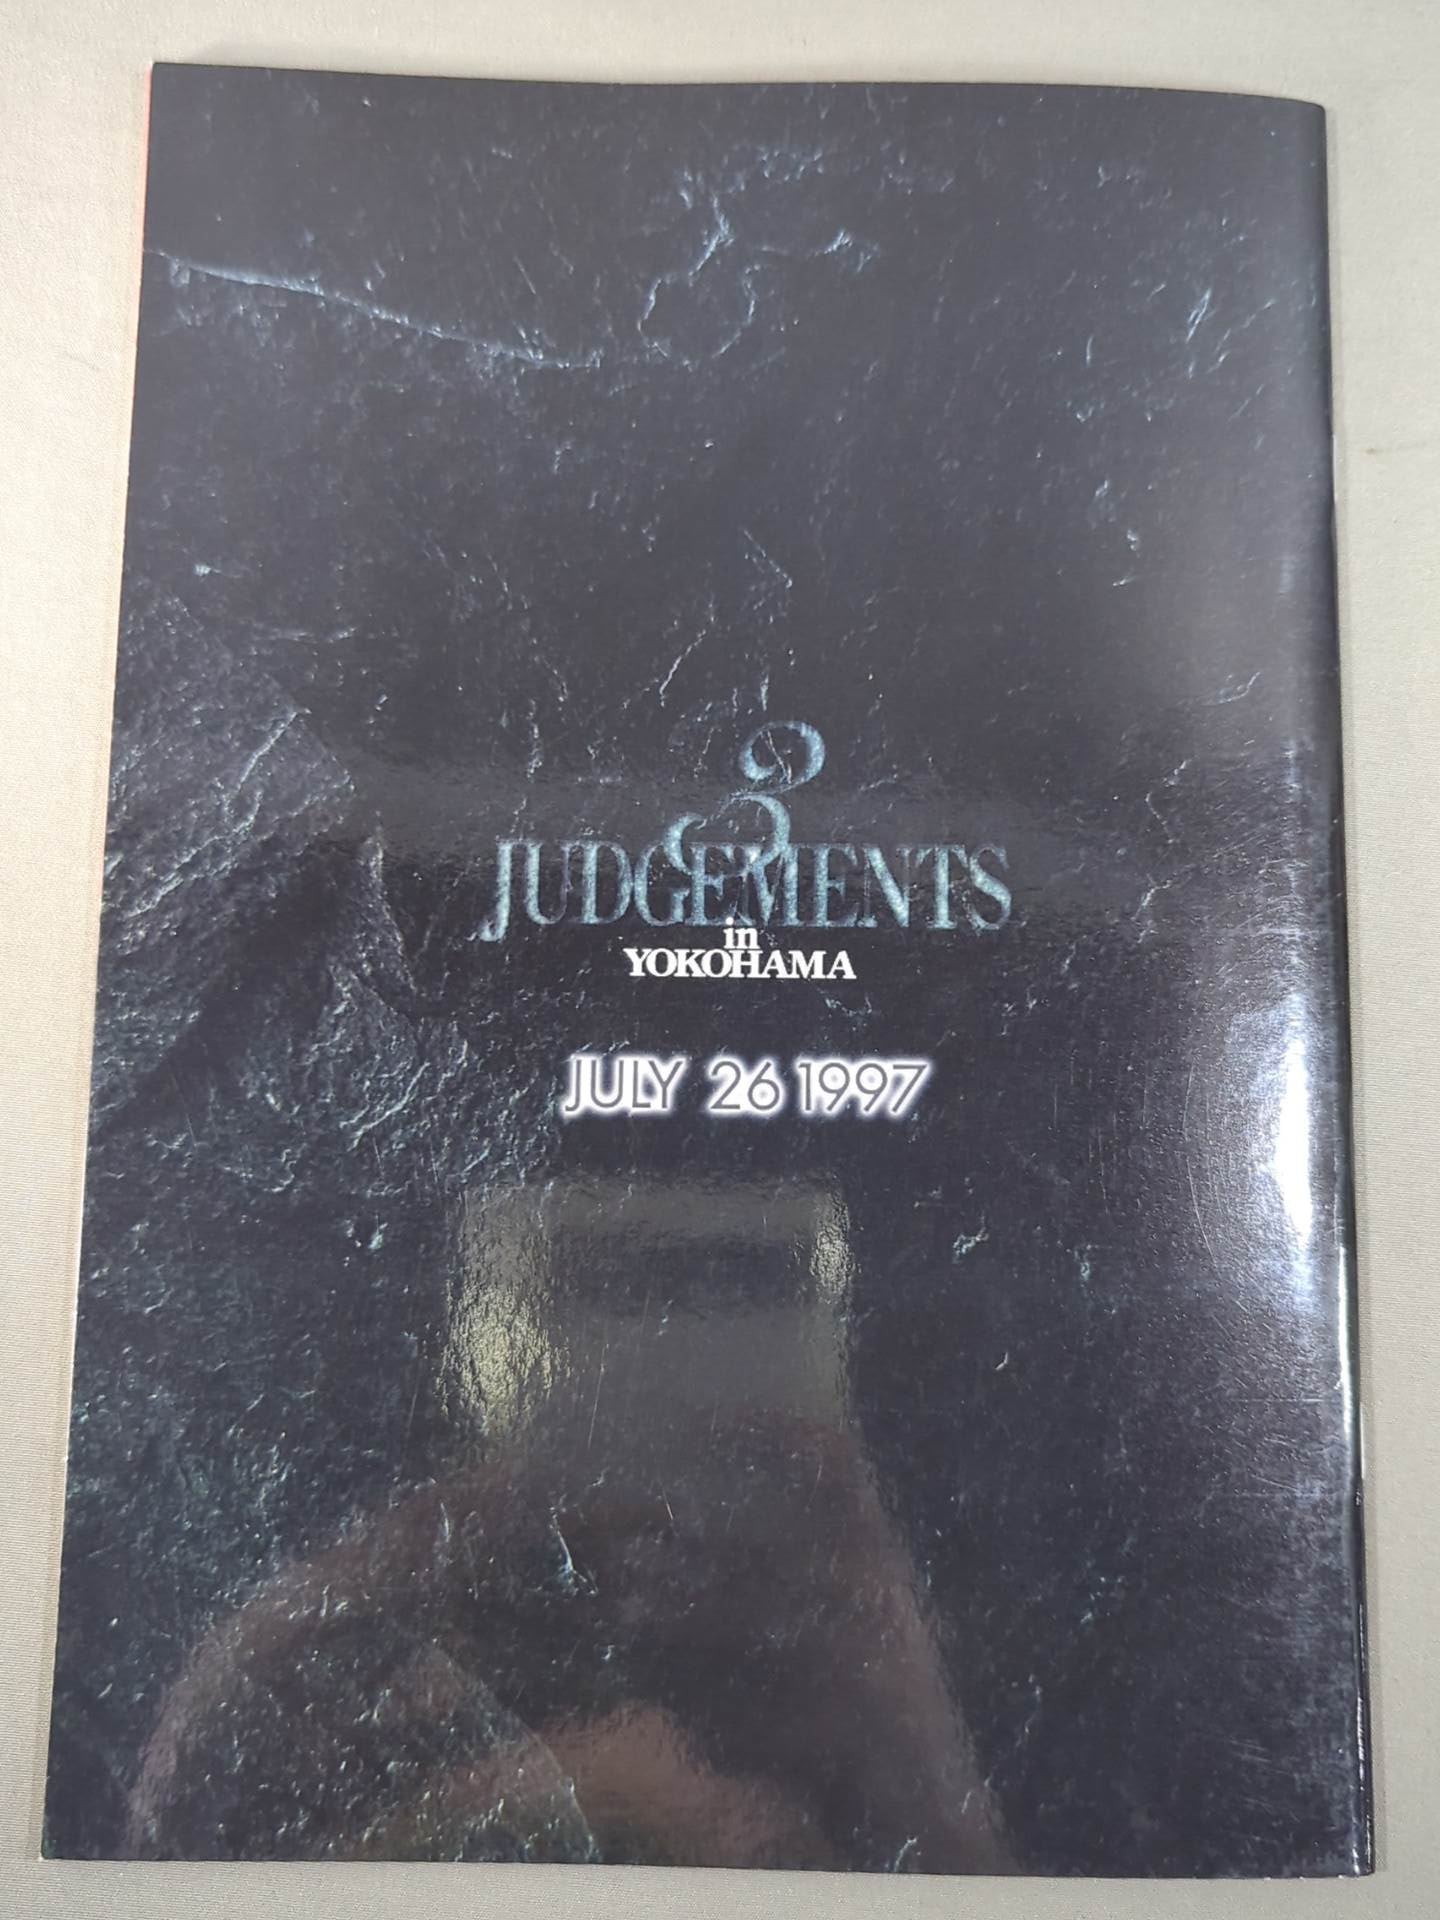 3
JUDGEMENTS
in
YOKOHAMA
JULY 26 1997